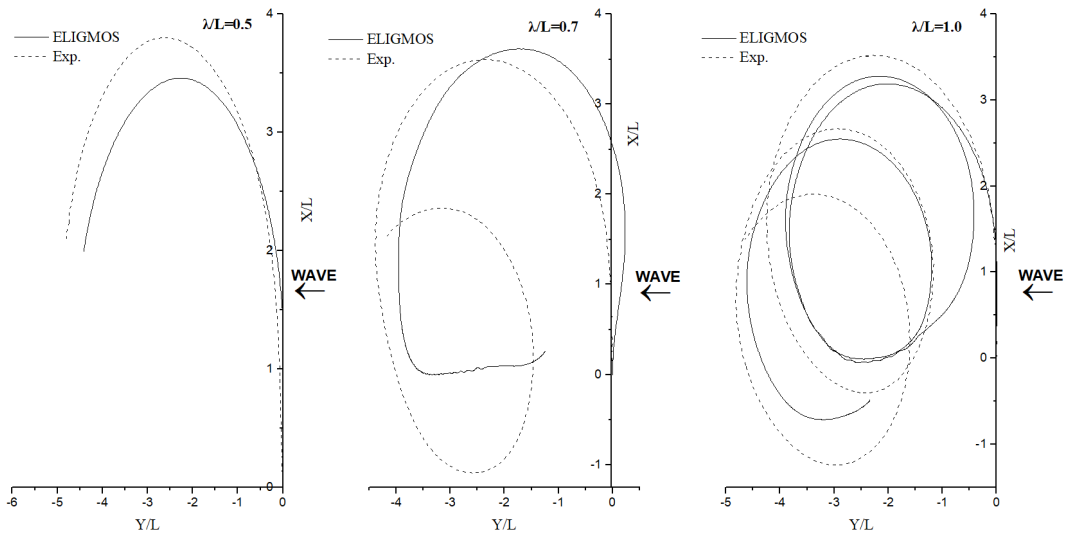 λ/L=0.5
ELIGMOS
Exp.
4
3
X/L
2
WAVE
1
0
-6 -5 -4 -3 -2 -1 0
Y/L
λ/L=0.7
ELIGMOS
Exp.
4
3
X/L
2
1
WAVE
0
-1
-4 -3 -2 -1 0
Y/L
λ/L=1.0
ELIGMOS
Exp.
4
3
2
X/L
1
WAVE
0
-1
-5 -4 -3 -2 -1 0
Y/L